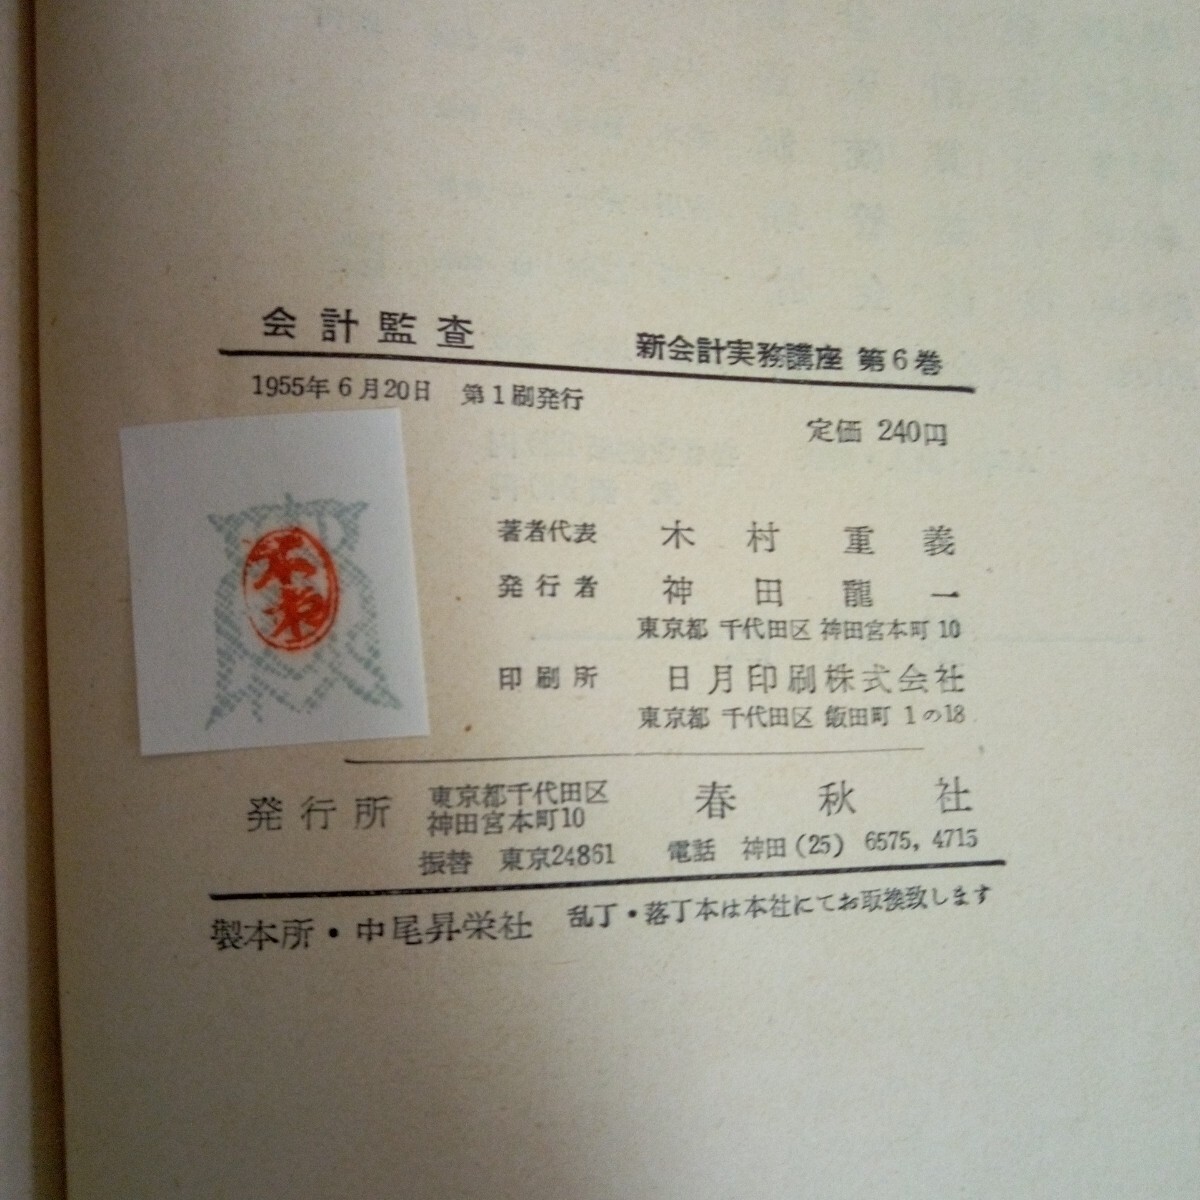 会計監査 新会計実務講座 第6巻
1955年6月20日 第1刷発行
定価 240円
著者代表 木村重義
発行者 神田龍一
東京都 千代田区 神田宮本町 10
印刷所 日月印刷株式会社
東京都 千代田区 飯田町 1の18
発行所 東京都千代田区 神田宮本町10 春秋社
振替 東京24861 電話 神田(25) 6575, 4715
製本所・中尾昇栄社 乱丁・落丁本は本社にてお取換致します